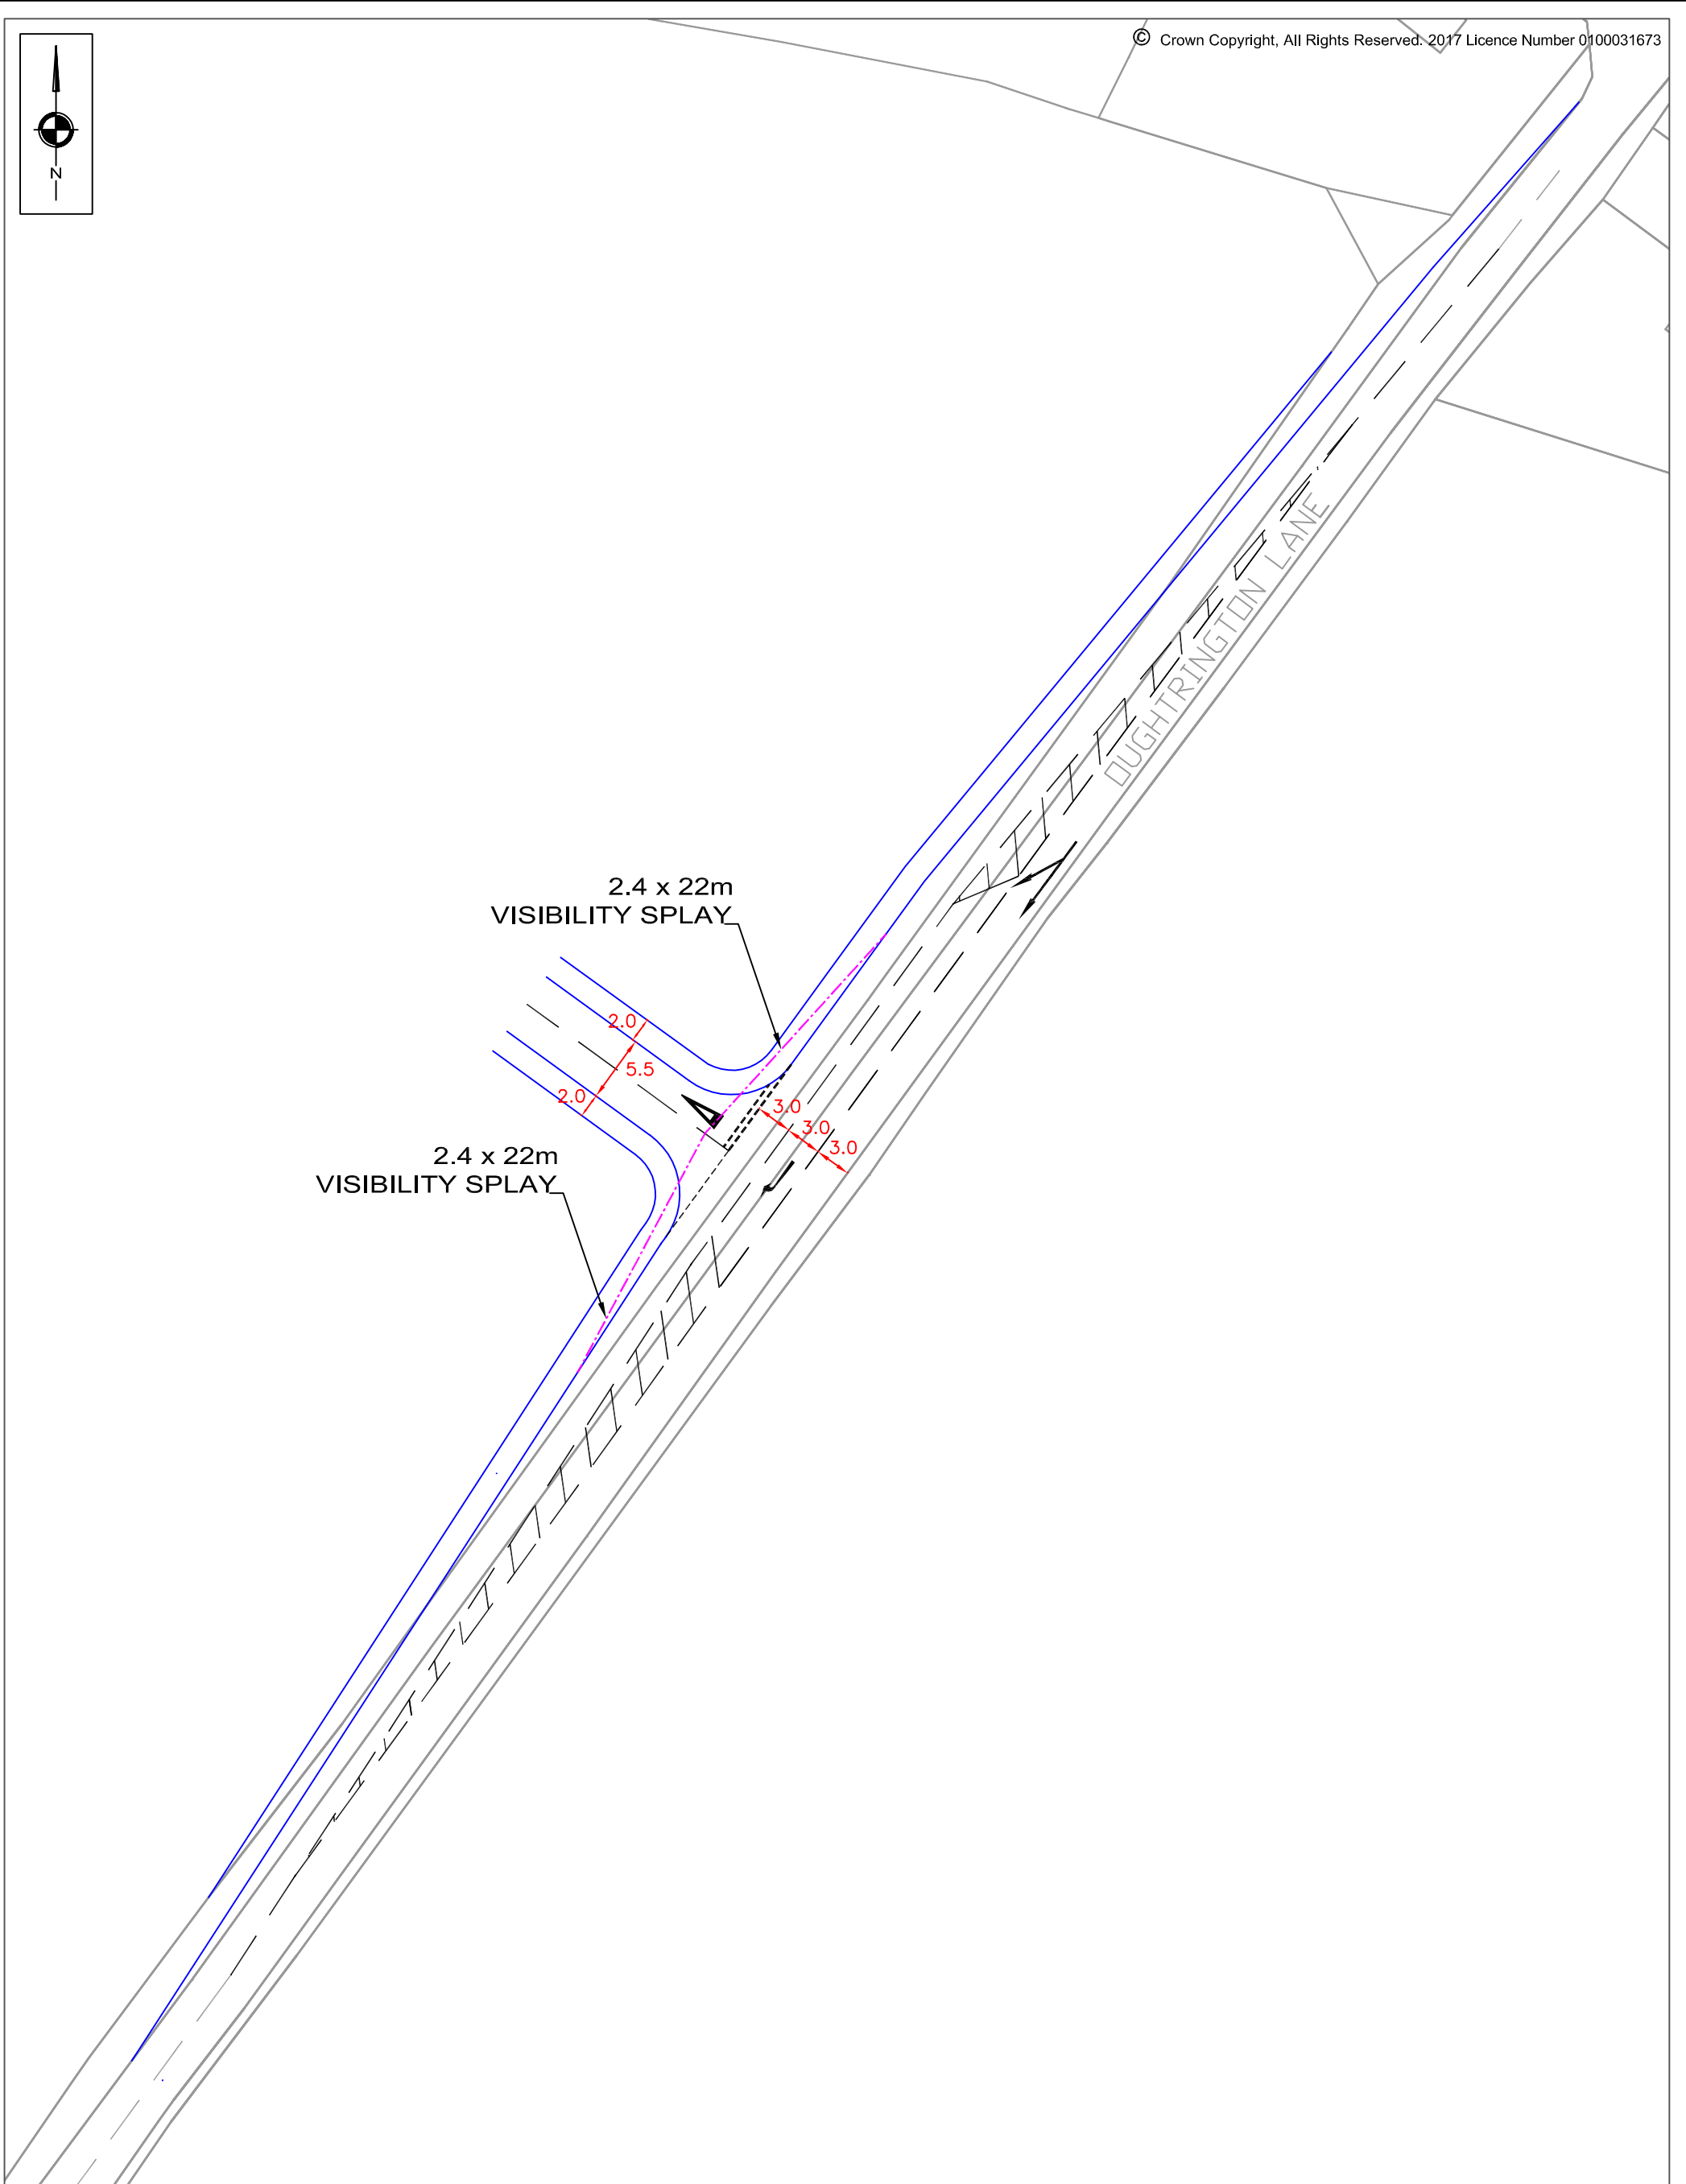 © Crown Copyright, All Rights Reserved. 2017 Licence Number 0100031673
N
OUGHTRINGTON LANE
2.4 x 22m
VISIBILITY SPLAY
2.0
5.5
2.0
3.0
3.0
3.0
2.4 x 22m
VISIBILITY SPLAY